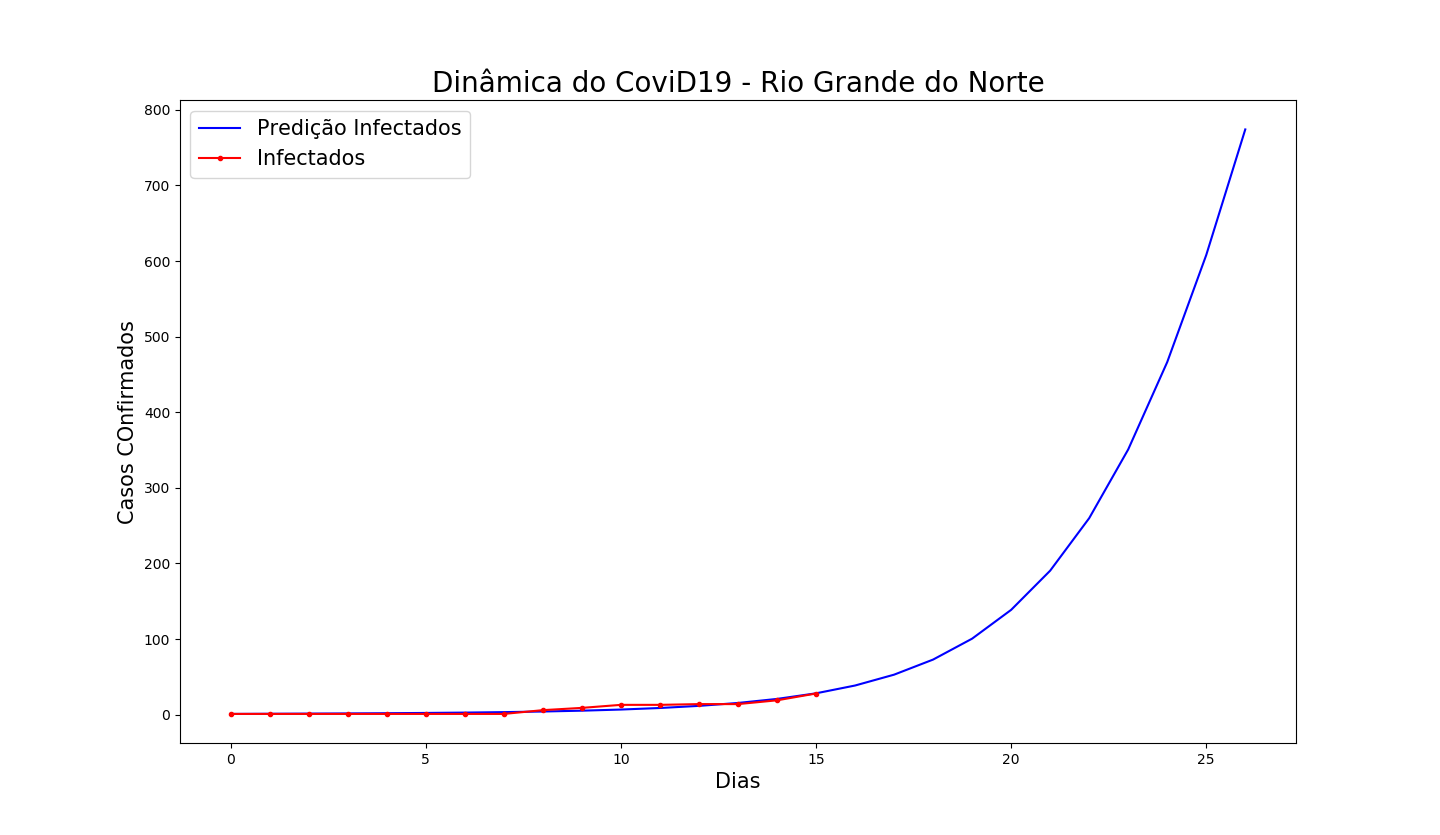 Dinâmica do CoviD19 - Rio Grande do Norte
Predição Infectados
Infectados
Casos COnfirmados
800
700
600
500
400
300
200
100
0
0 5 10 15 20 25
Dias